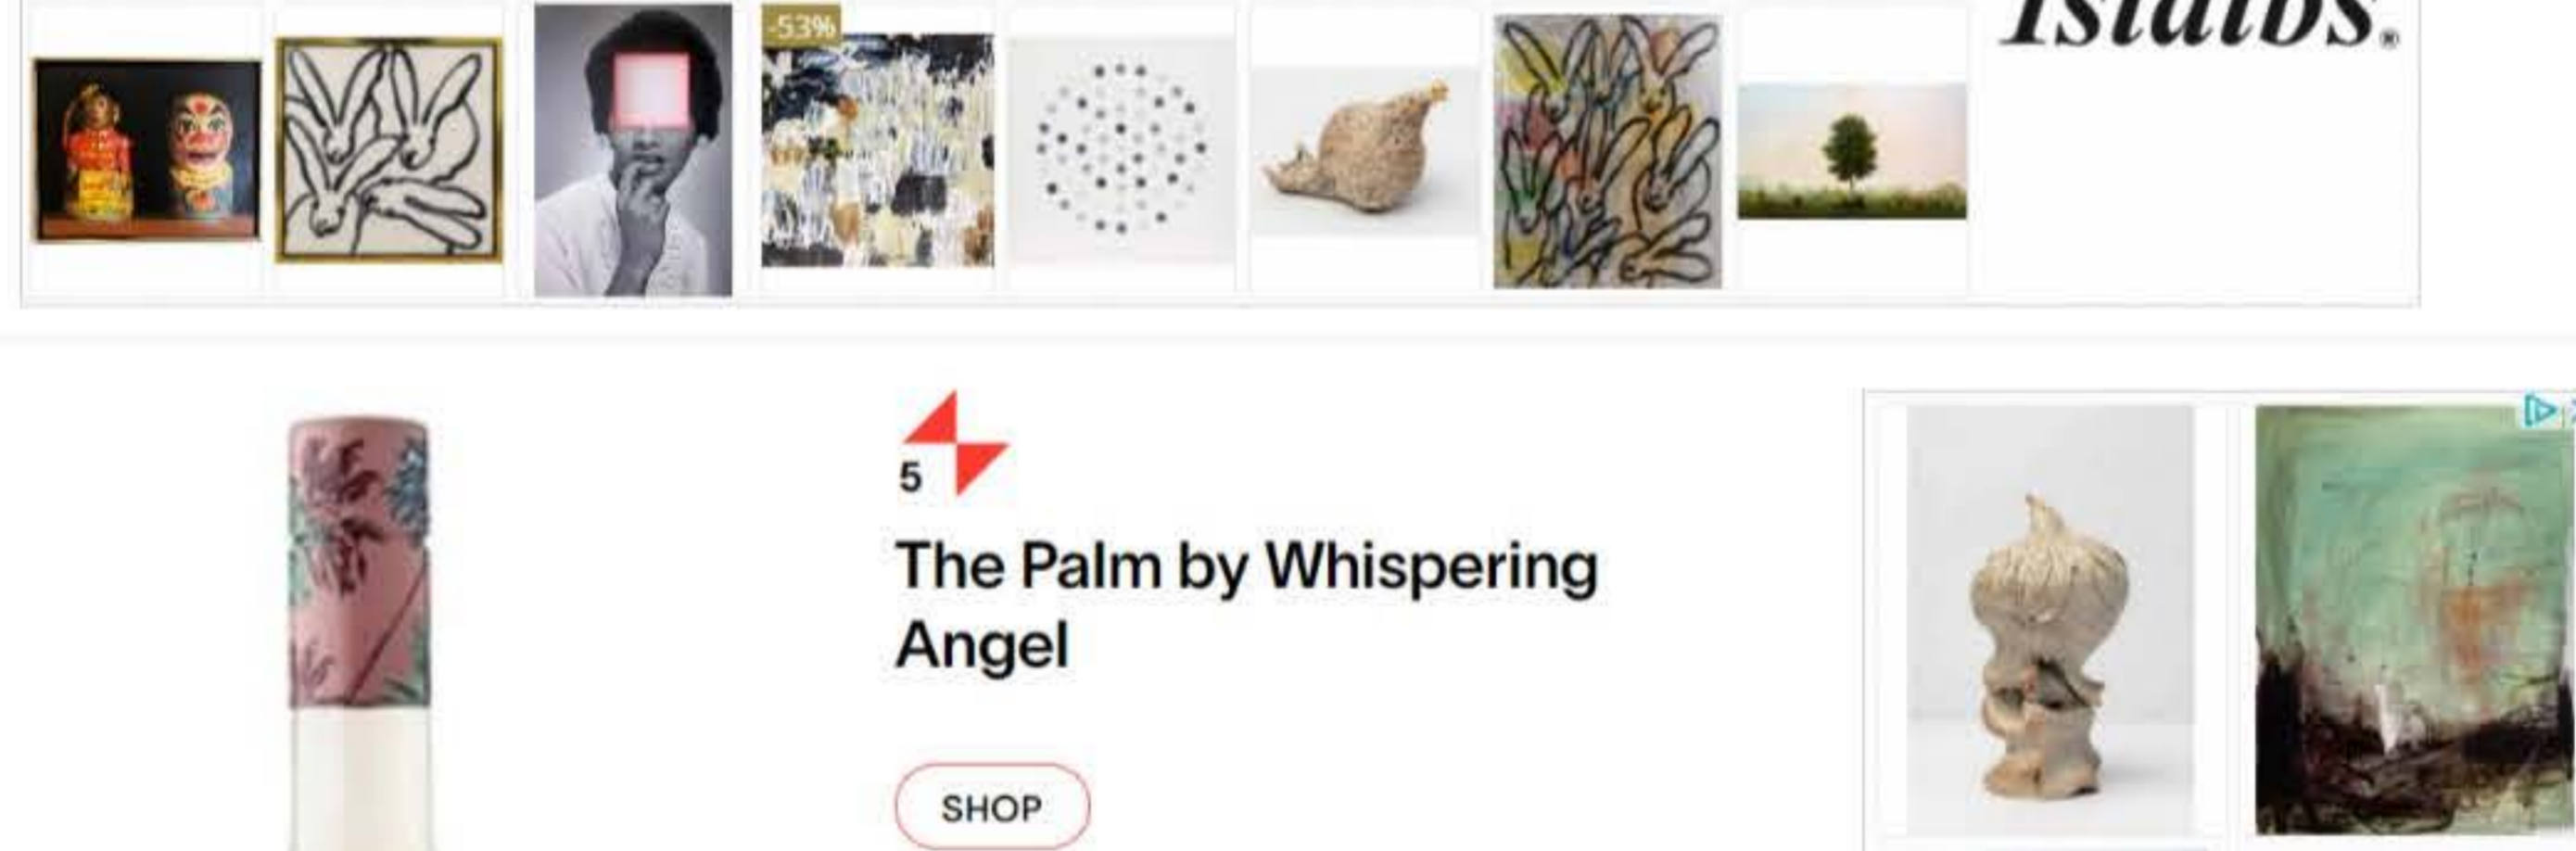 -53%
1stdibs®
5
The Palm by Whispering
Angel
SHOP